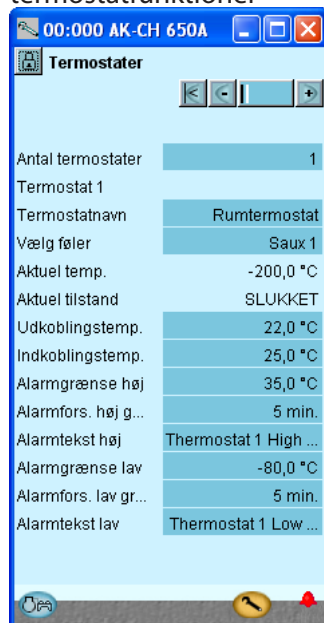 termostatfunktioner
00:000 AK-CH 650A
Termostater
Antal termostater 1
Termostat 1
Termostatnavn Rumtermostat
Vælg føler Saux 1
Aktuel temp. -200,0 °C
Aktuel tilstand SLUKKET
Udkoblingstemp. 22,0 °C
Indkoblingstemp. 25,0 °C
Alarmgrænse høj 35,0 °C
Alarmfors. høj g... 5 min.
Alarmtekst høj Thermostat 1 High ...
Alarmgrænse lav -80,0 °C
Alarmfors. lav gr... 5 min.
Alarmtekst lav Thermostat 1 Low ...